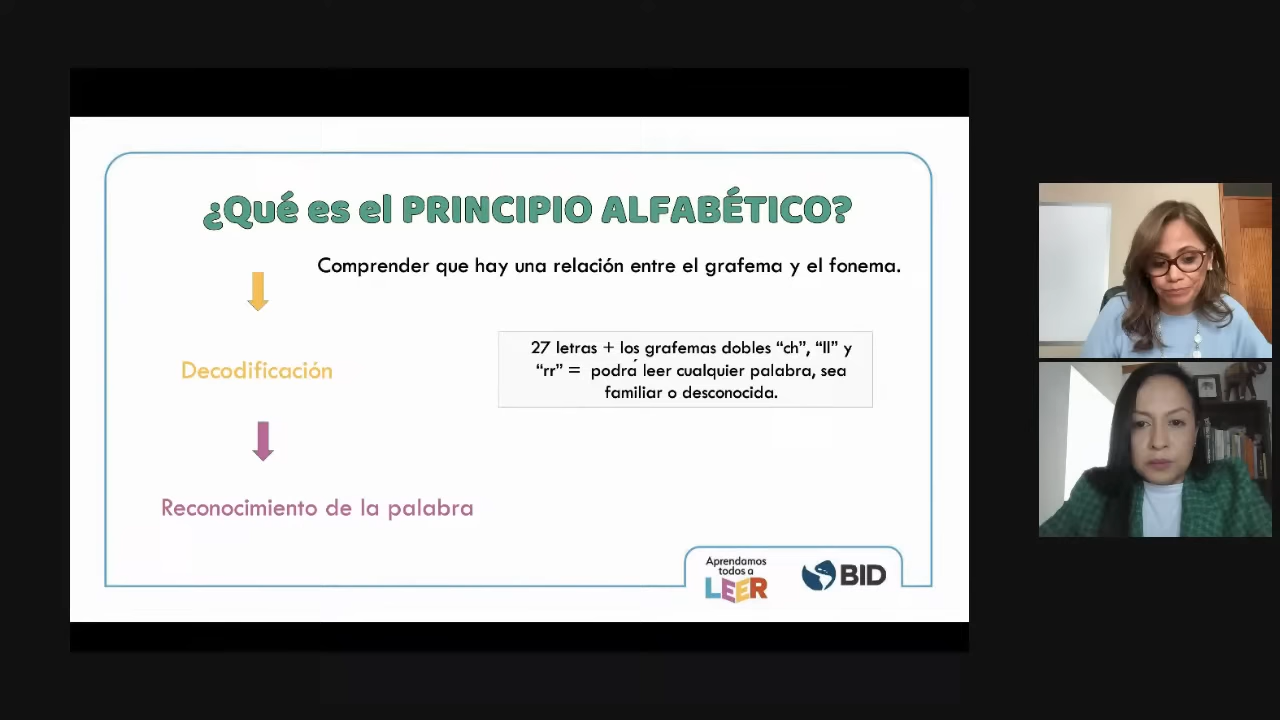 ¿Qué es el PRINCIPIO ALFABÉTICO?
Comprender que hay una relación entre el grafema y el fonema.
Decodificación
27 letras + los grafemas dobles “ch”, “ll” y
“rr” = podrá leer cualquier palabra, sea
familiar o desconocida.
Reconocimiento de la palabra
Aprendamos
todos a
LEER
BID